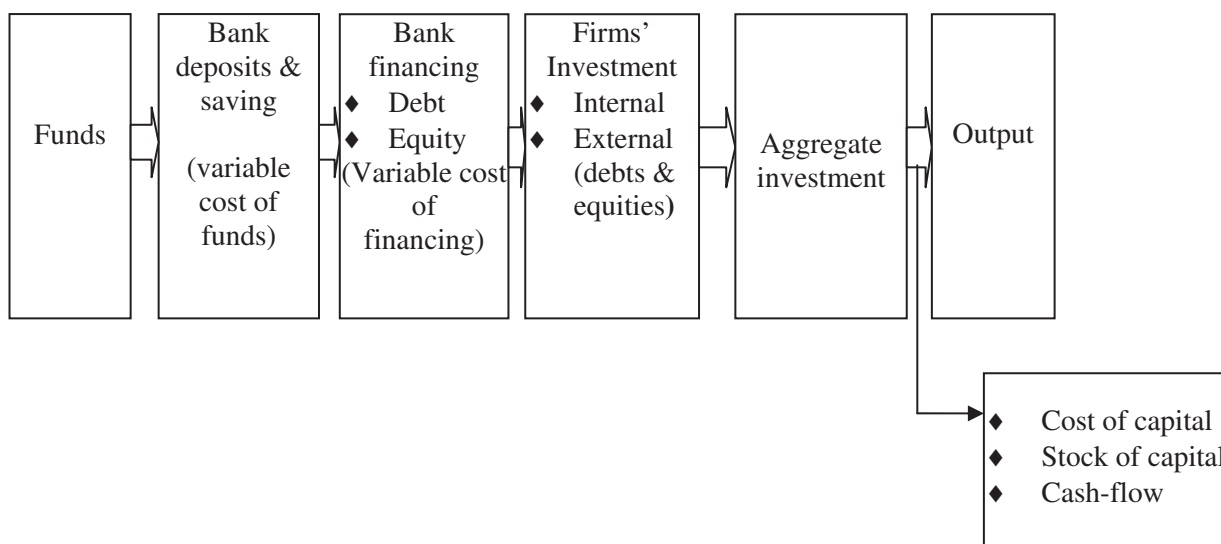 Funds
Bank
deposits &
saving
(variable
cost of
funds)
Bank
financing
♦ Debt
♦ Equity
(Variable cost
of
financing)
Firms’
Investment
♦ Internal
♦ External
(debts &
equities)
Aggregate
investment
Output
♦ Cost of capital
♦ Stock of capital
♦ Cash-flow